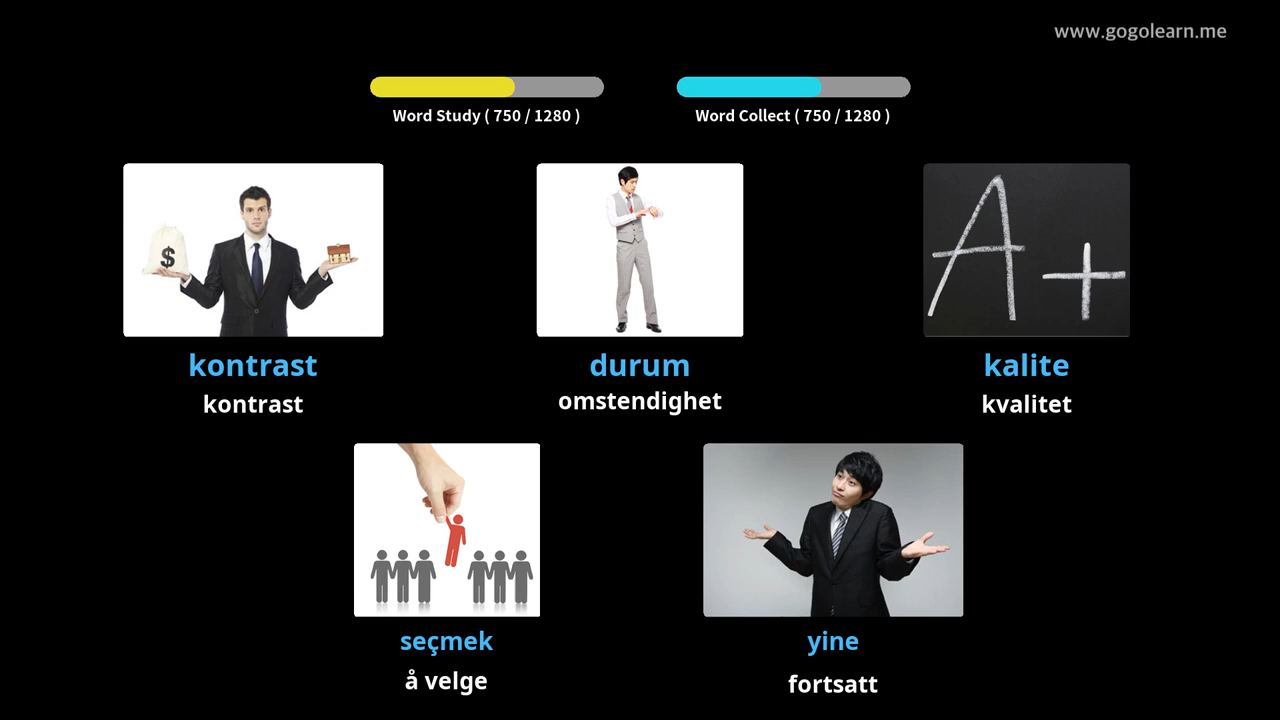 www.gogolearn.me
Word Study ( 750 / 1280 )
Word Collect ( 750 / 1280 )
$
A+
kontrast
durum
kalite
kontrast
omstendighet
kvalitet
seçmek
yine
å velge
fortsatt